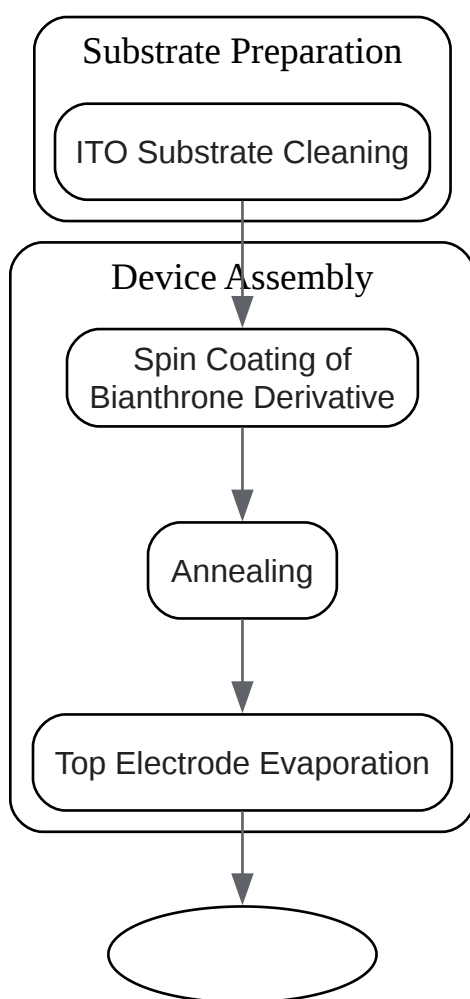 Substrate Preparation
ITO Substrate Cleaning
Device Assembly
Spin Coating of
Bianthrone Derivative
Annealing
Top Electrode Evaporation